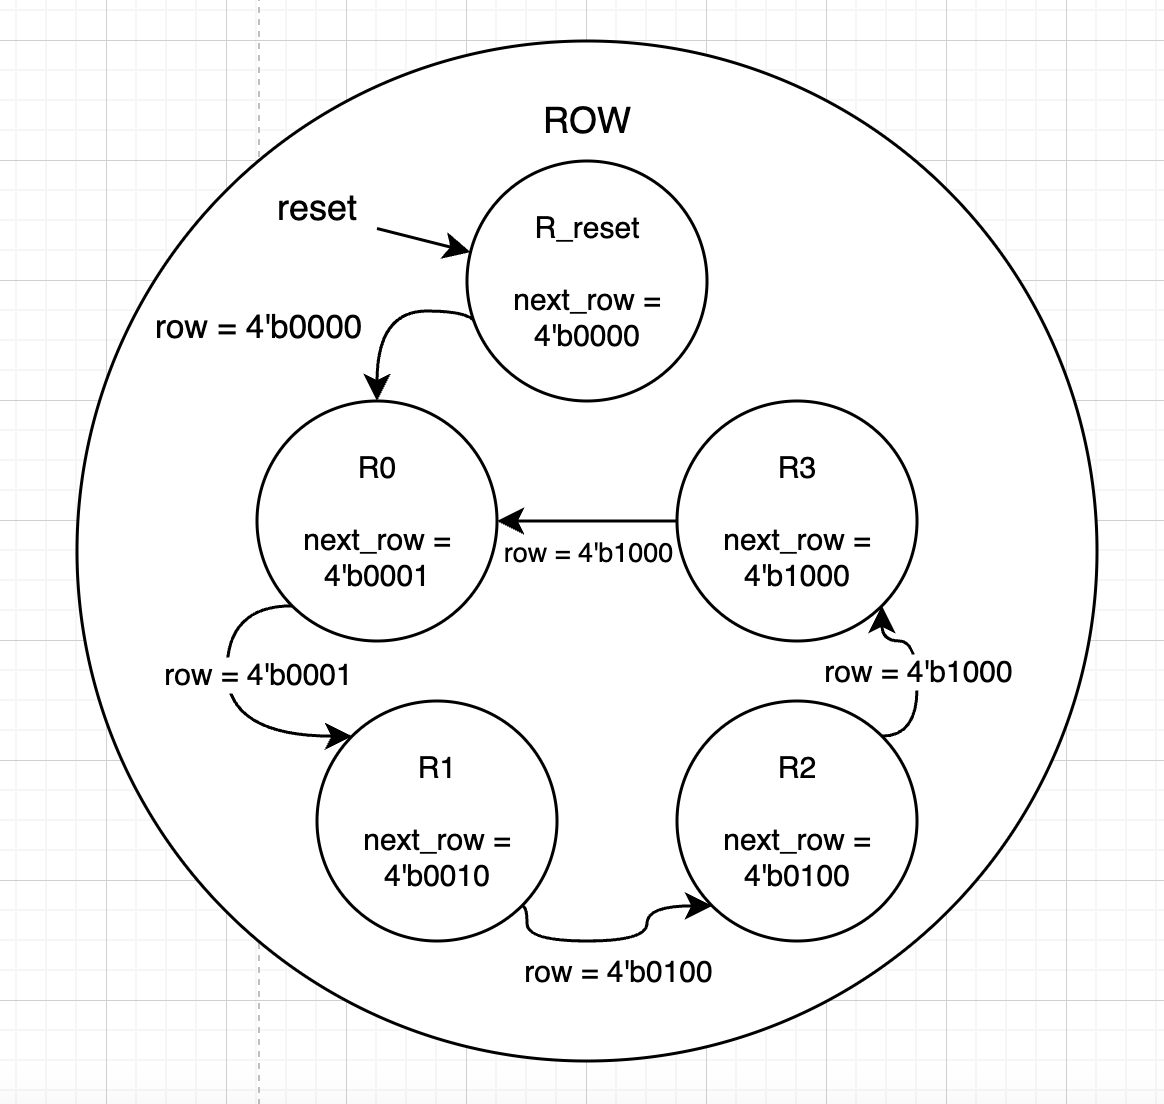 ROW
reset
R_reset
next_row =
4'b0000
row = 4'b0000
R0
next_row =
4'b0001
R3
next_row =
4'b1000
row = 4'b1000
row = 4'b0001
row = 4'b1000
R1
next_row =
4'b0010
R2
next_row =
4'b0100
row = 4'b0100